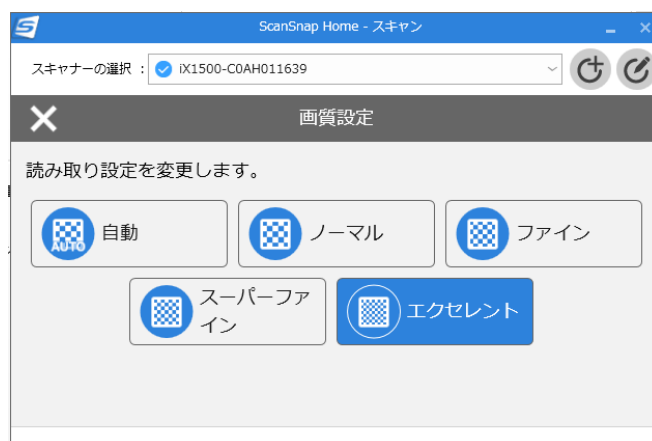 ScanSnap Home - スキャン
スキャナーの選択 : iX1500-C0AH011639
画質設定
読み取り設定を変更します。
AUTO 自動 ノーマル ファイン
スーパーファ
イン
エクセレント